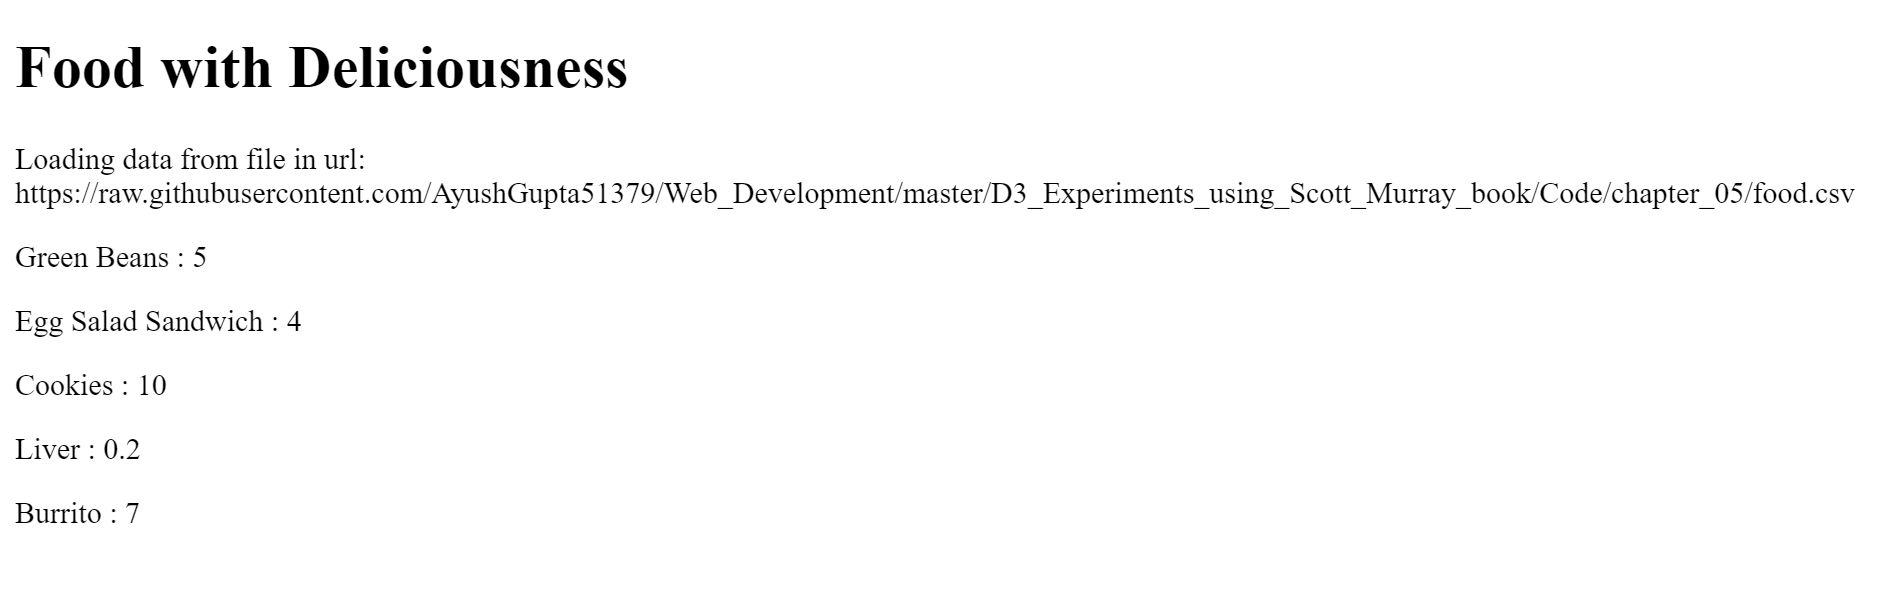 Food with Deliciousness
Loading data from file in url:
https://raw.githubusercontent.com/AyushGupta51379/Web_Development/master/D3_Experiments_using_Scott_Murray_book/Code/chapter_05/food.csv
Green Beans : 5
Egg Salad Sandwich : 4
Cookies : 10
Liver : 0.2
Burrito : 7